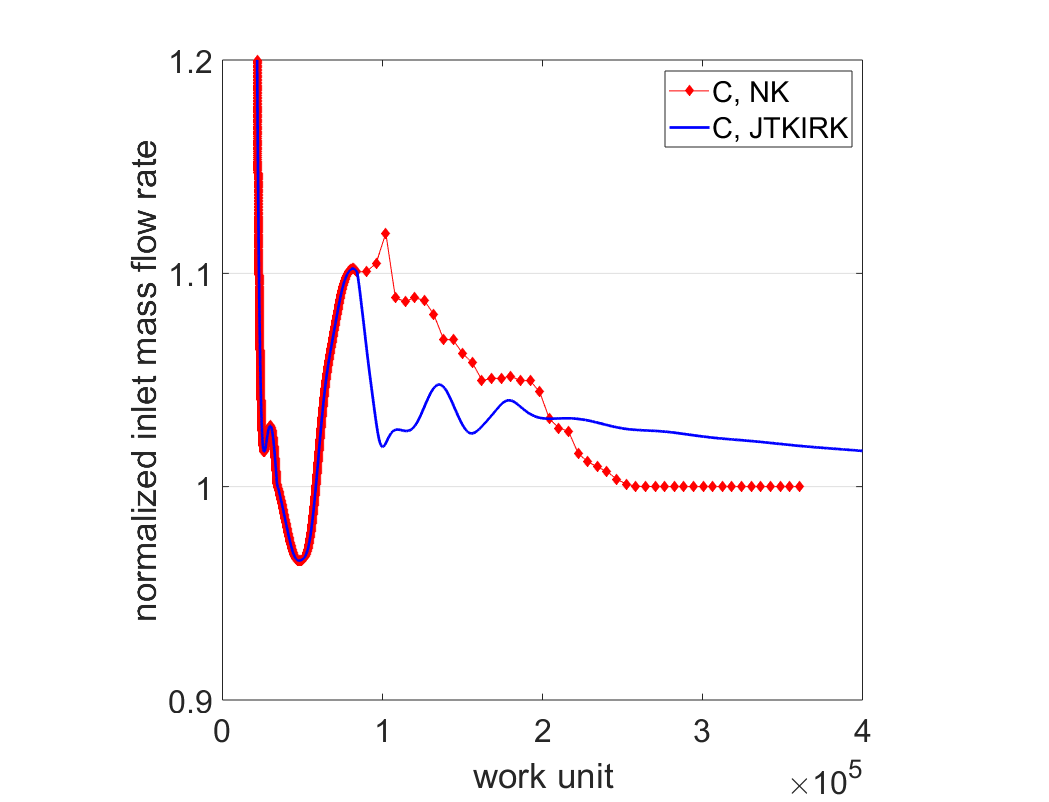 1.2
1.1
1
0.9
normalized inlet mass flow rate
C, NK
C, JTKIRK
0 1 2 3 4
work unit
×10^5